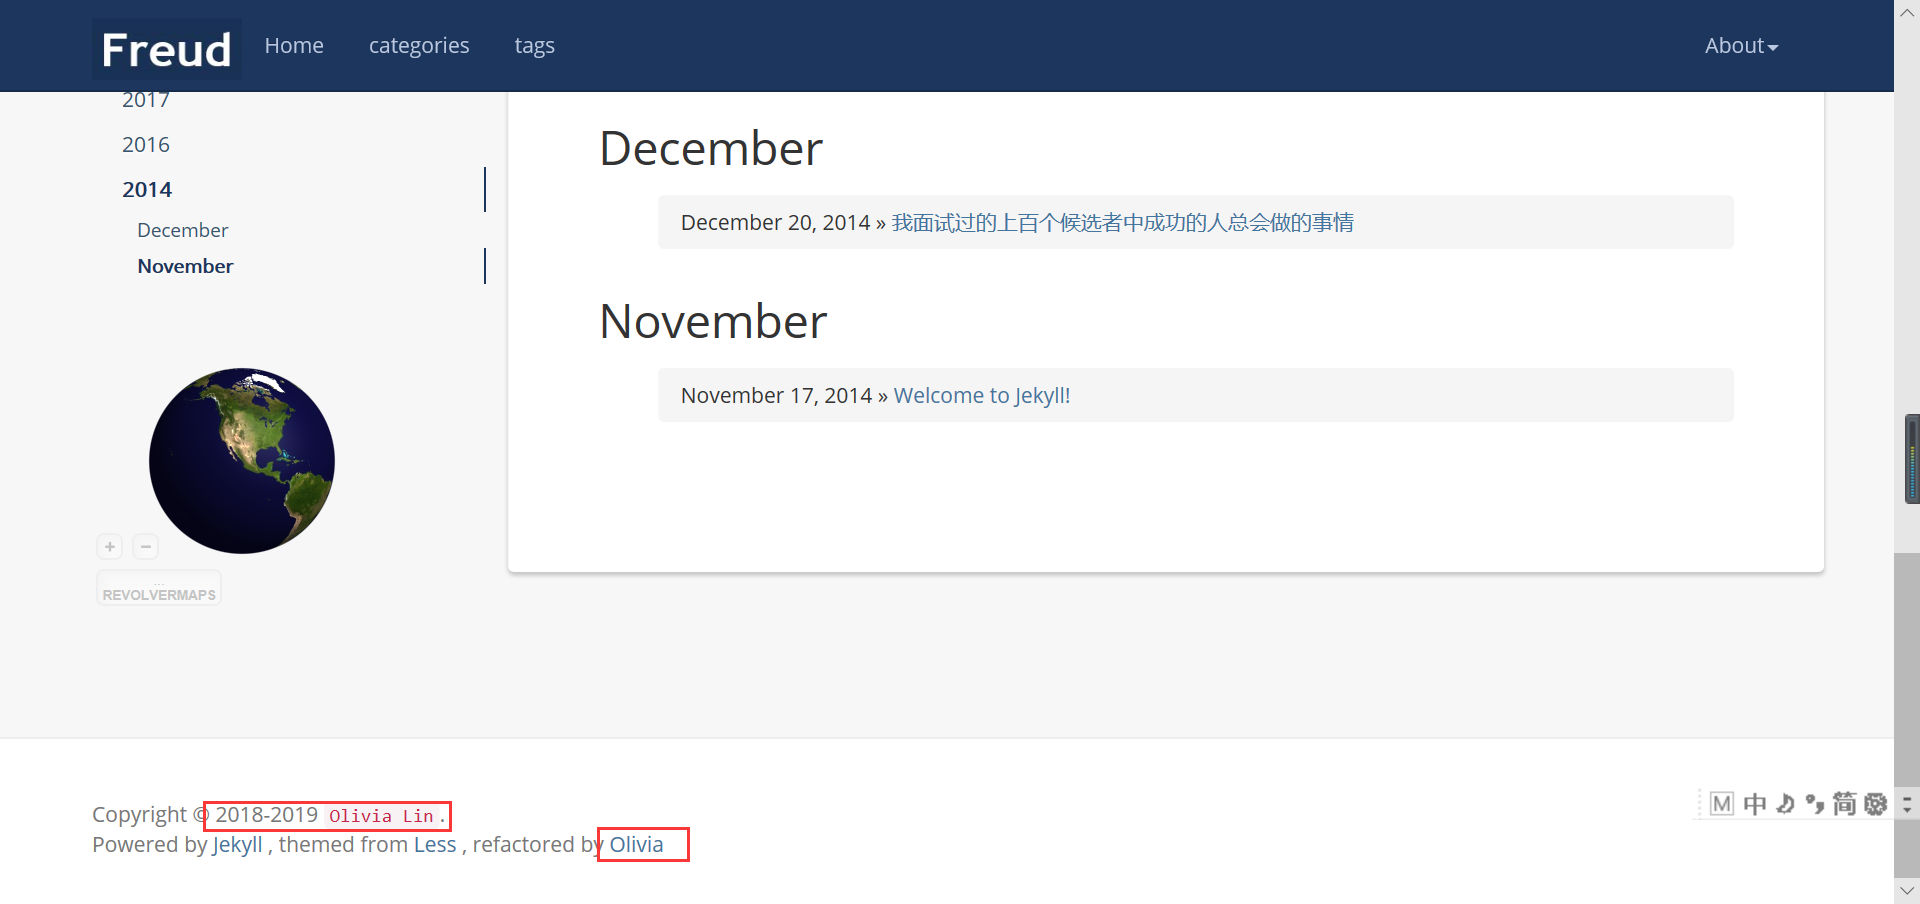 Freud Home categories tags About
2017
2016
2014
December
November
December
December 20, 2014 » 我面试过的上百个候选者中成功的人总会做的事情
November
November 17, 2014 » Welcome to Jekyll!
+ −
...
REVOLVERMAPS
M 中 简
Copyright © 2018-2019 Olivia Lin .
Powered by Jekyll , themed from Less , refactored by Olivia